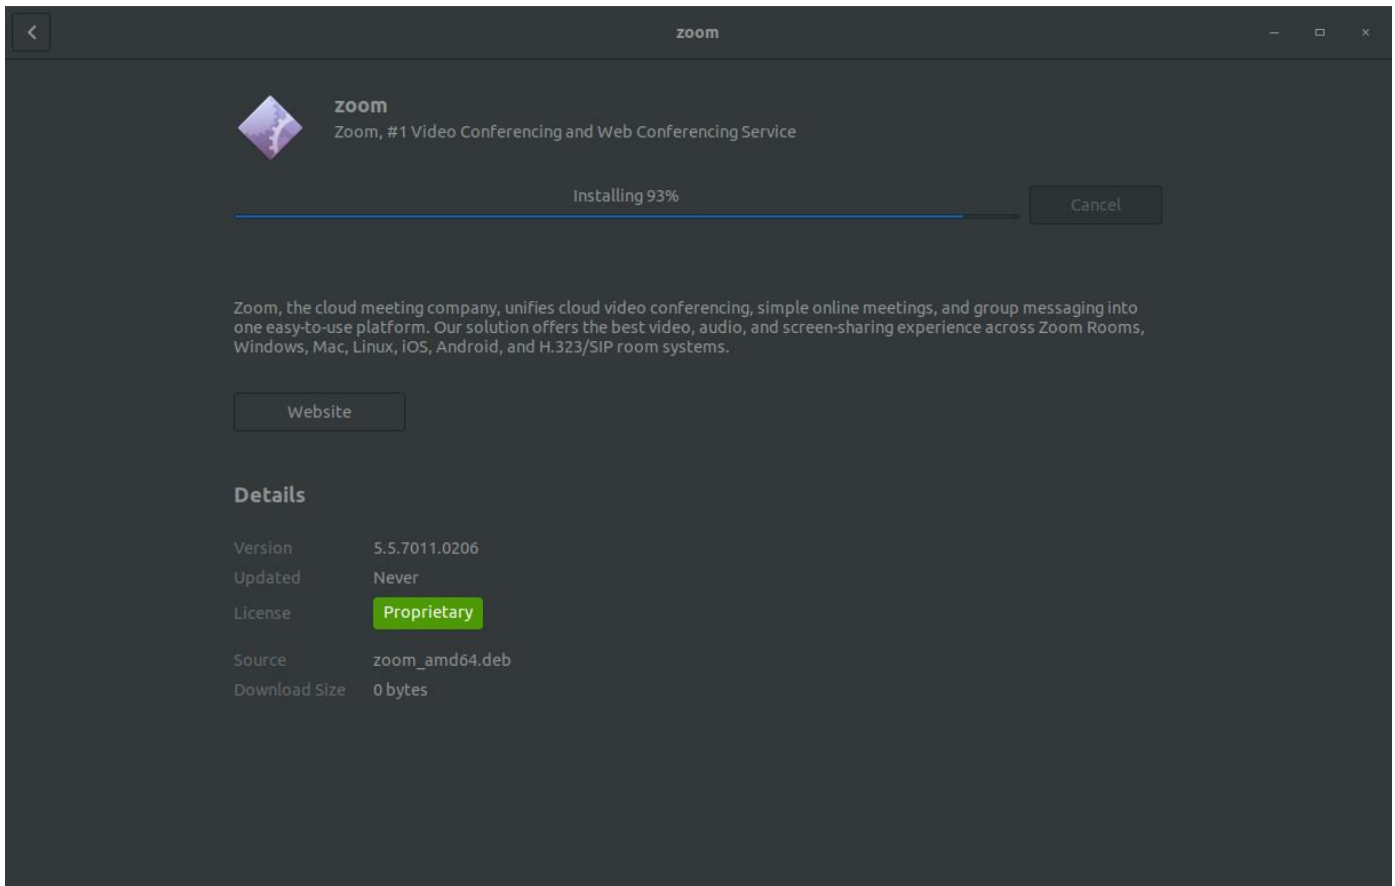 zoom
zoom
Zoom, #1 Video Conferencing and Web Conferencing Service
Installing 93%
Cancel
Zoom, the cloud meeting company, unifies cloud video conferencing, simple online meetings, and group messaging into
one easy-to-use platform. Our solution offers the best video, audio, and screen-sharing experience across Zoom Rooms,
Windows, Mac, Linux, iOS, Android, and H.323/SIP room systems.
Website
Details
Version 5.5.7011.0206
Updated Never
License Proprietary
Source zoom_amd64.deb
Download Size 0 bytes